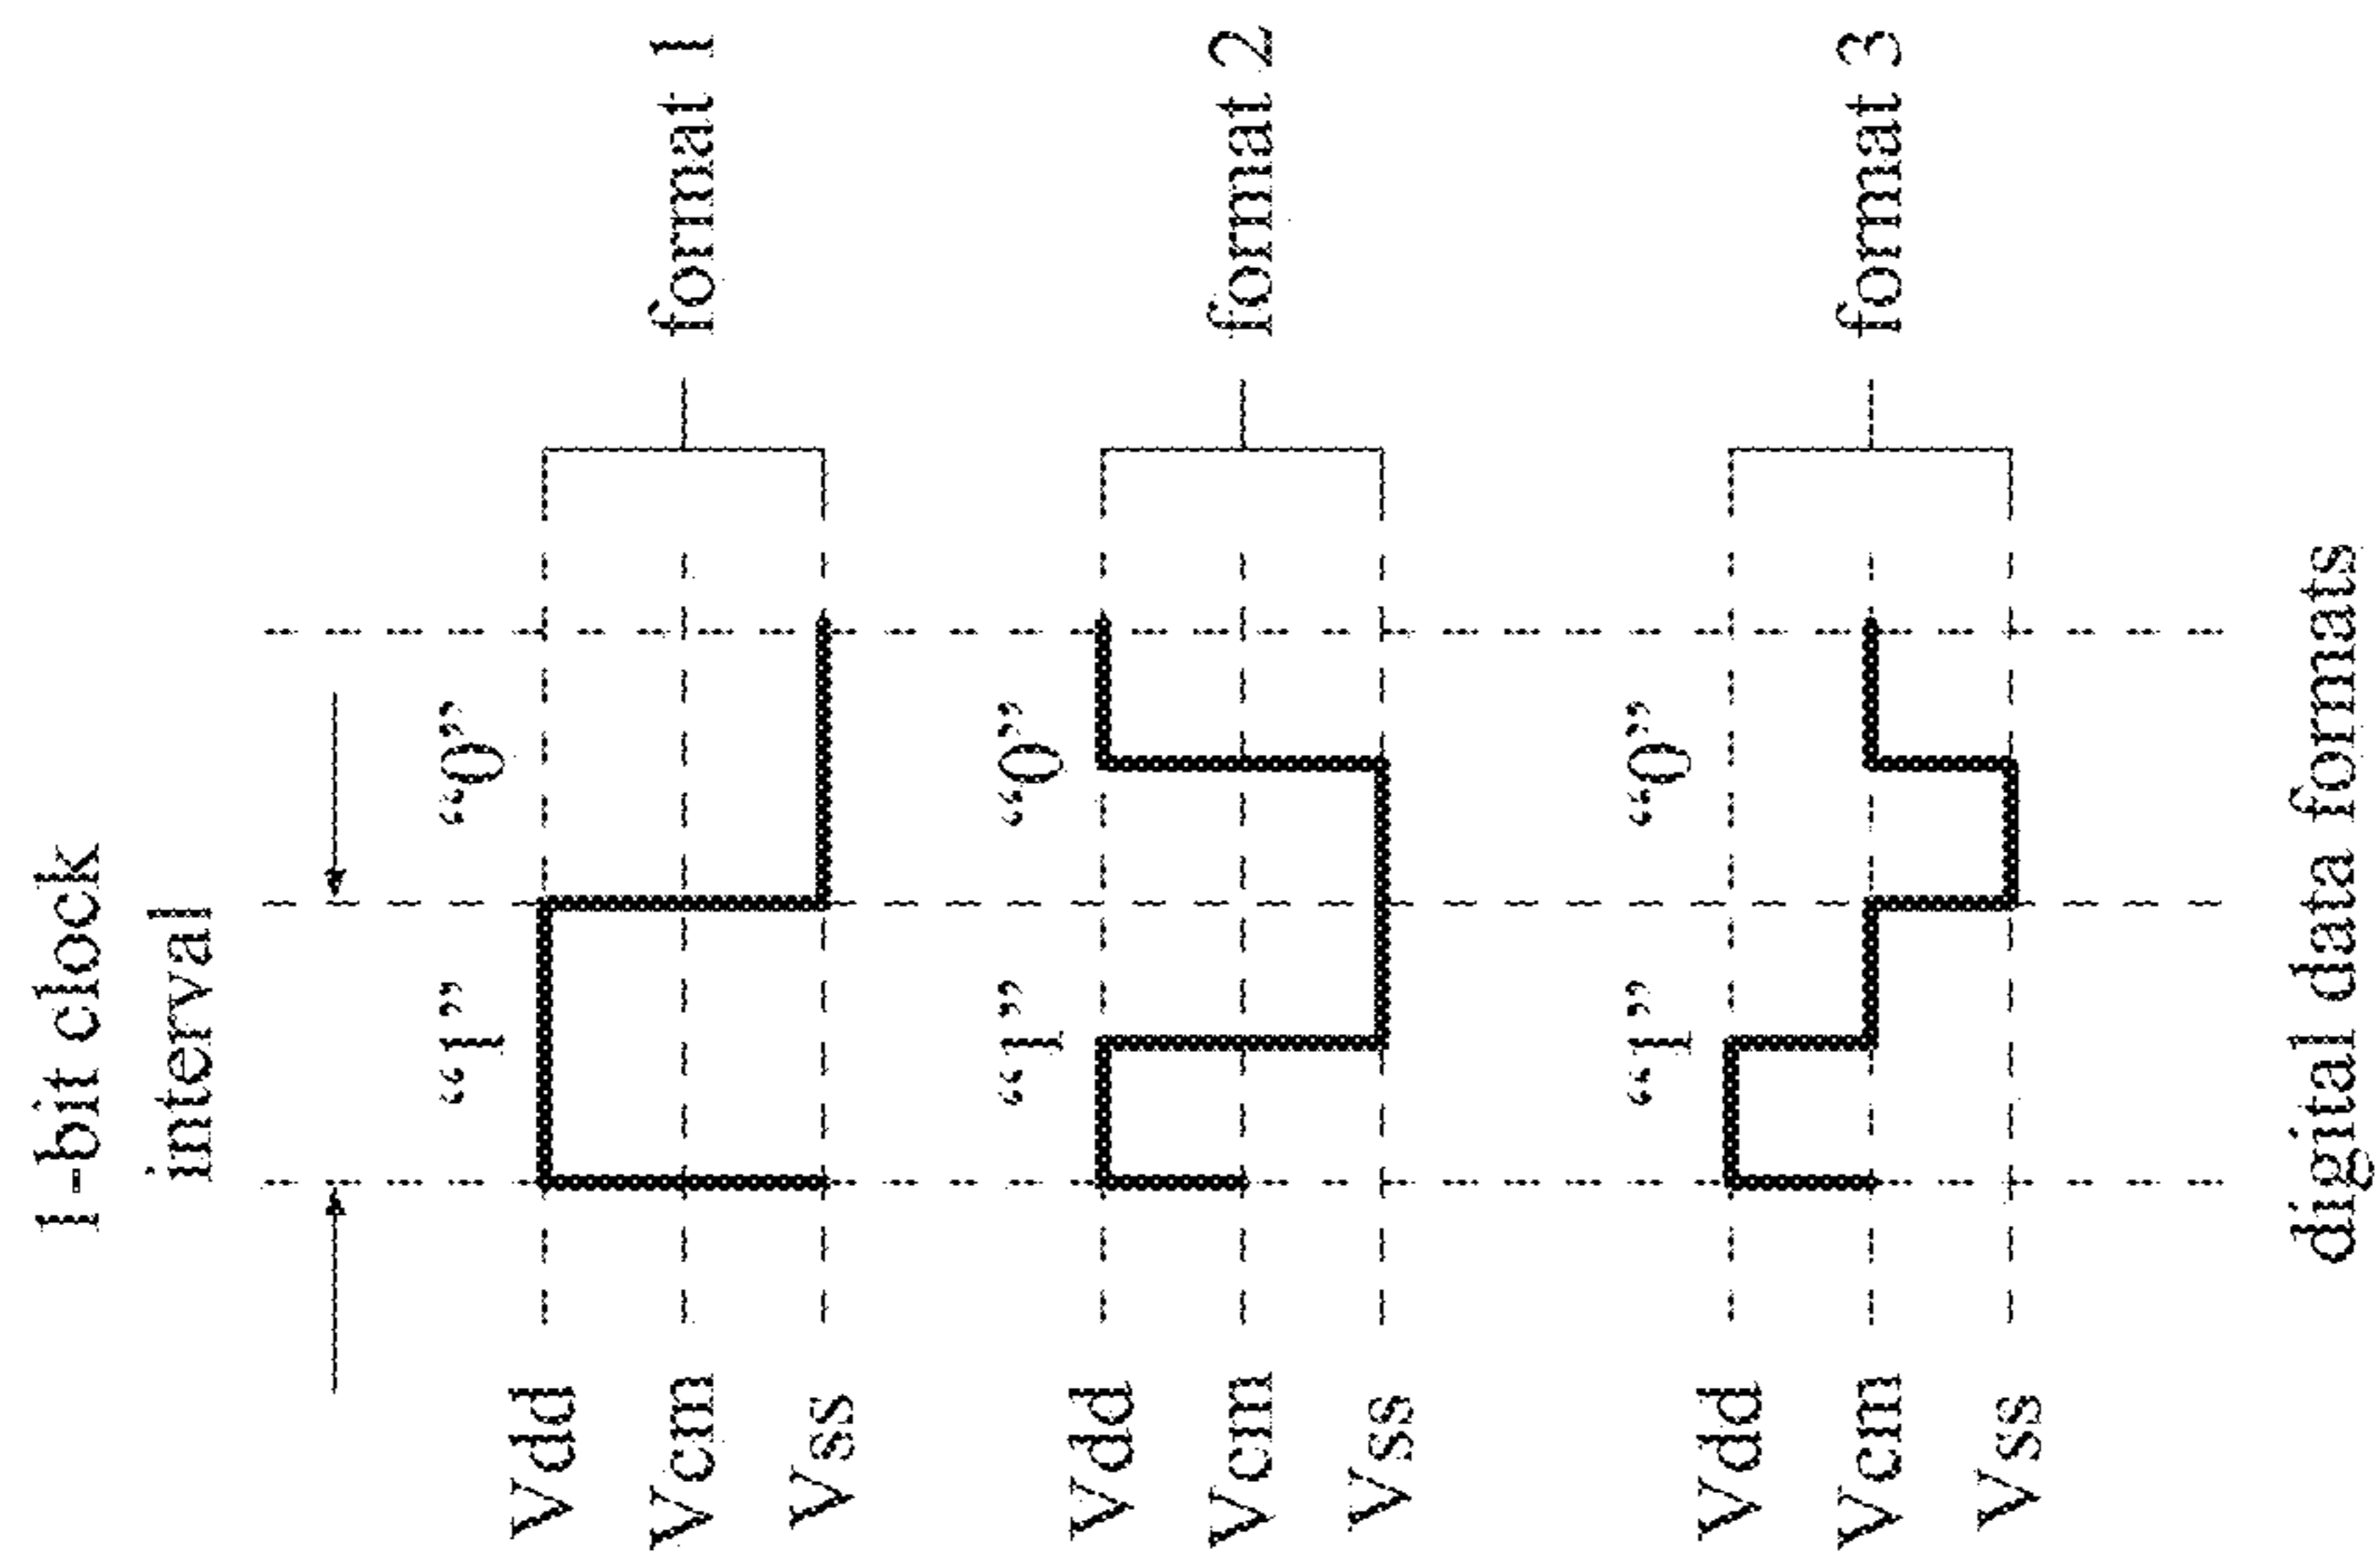 1-bit clock
interval
"1" "0"
Vdd
Vcm
Vss
format 1
"1" "0"
Vdd
Vcm
Vss
format 2
"1" "0"
Vdd
Vcm
Vss
format 3
digital data formats